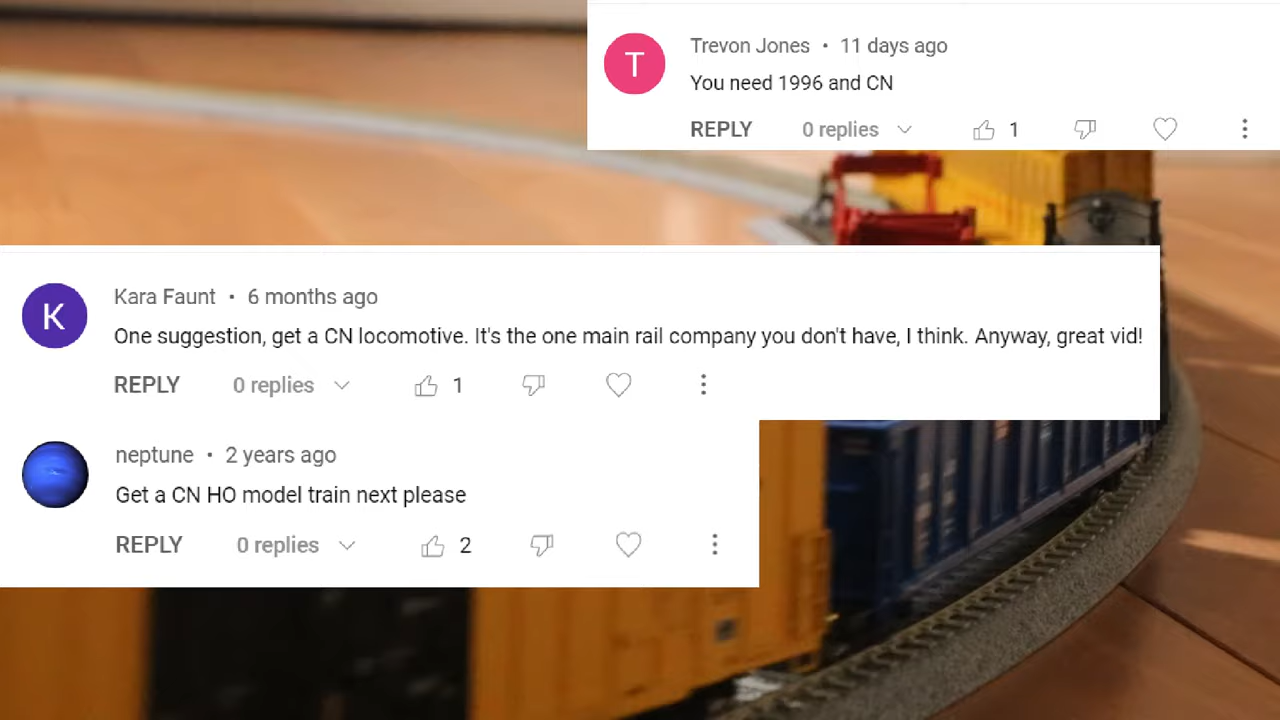 T
Trevon Jones • 11 days ago
You need 1996 and CN
REPLY 0 replies 1
K
Kara Faunt • 6 months ago
One suggestion, get a CN locomotive. It's the one main rail company you don't have, I think. Anyway, great vid!
REPLY 0 replies 1
neptune • 2 years ago
Get a CN HO model train next please
REPLY 0 replies 2